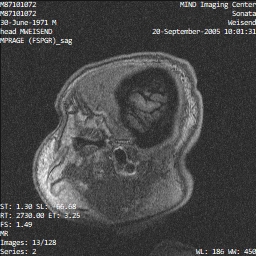 M87101072
M87101072
30-June-1971 M
head MWEISEND
MPRAGE (FSPGR)_sag
MIND Imaging Center
Sonata
Weisend
20-September-2005 10:01:31
ST: 1.30 SL: -66.68
RT: 2730.00 ET: 3.25
FS: 1.49
MR
Images: 13/128
Series: 2
WL: 186 WW: 450